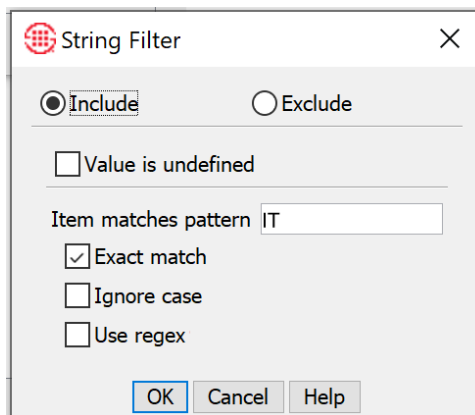 String Filter
Include Exclude
Value is undefined
Item matches pattern IT
Exact match
Ignore case
Use regex
OK Cancel Help